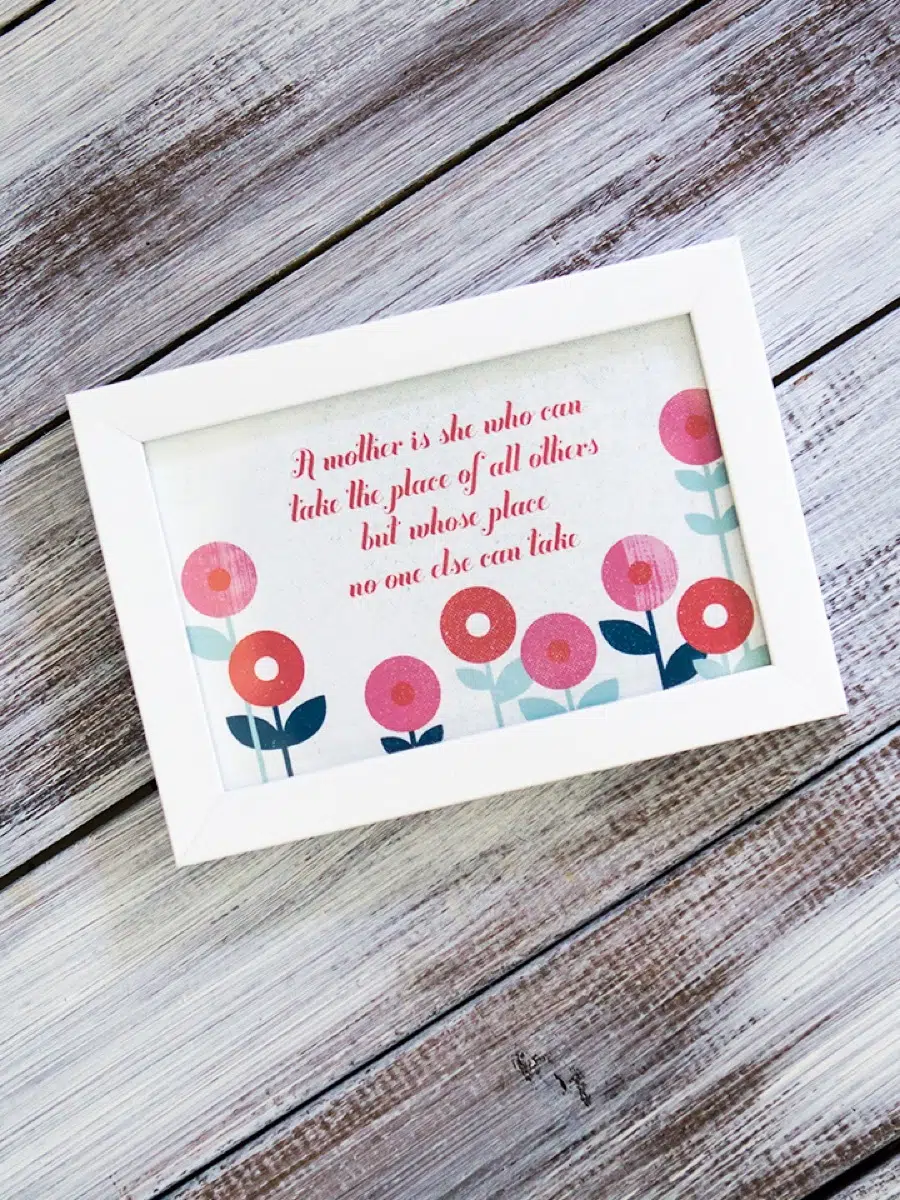 A mother is she who can
take the place of all others
but whose place
no one else can take